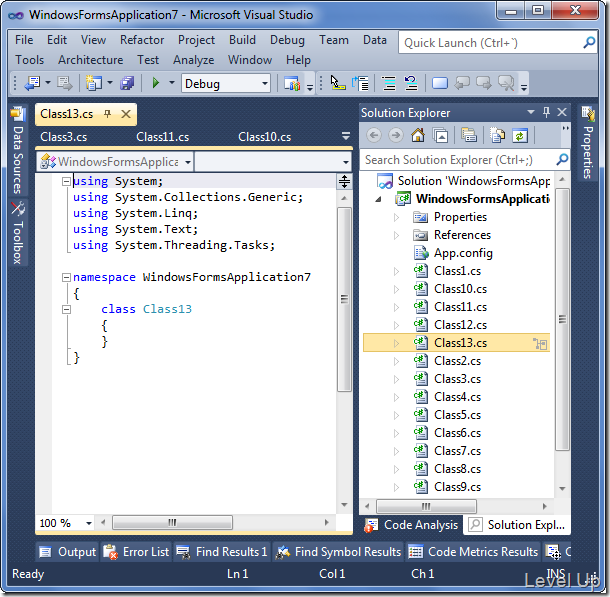 WindowsFormsApplication7 - Microsoft Visual Studio
File Edit View Refactor Project Build Debug Team Data
Quick Launch (Ctrl+`)
Tools Architecture Test Analyze Window Help
Debug
Data Sources
Toolbox
Class13.cs
Class3.cs Class11.cs Class10.cs
WindowsFormsApplica
using System;
using System.Collections.Generic;
using System.Linq;
using System.Text;
using System.Threading.Tasks;
namespace WindowsFormsApplication7
{
class Class13
{
}
}
100 %
Solution Explorer
Search Solution Explorer (Ctrl+;)
Solution 'WindowsFormsApp
WindowsFormsApplicati
Properties
References
App.config
Class1.cs
Class10.cs
Class11.cs
Class12.cs
Class13.cs
Class2.cs
Class3.cs
Class4.cs
Class5.cs
Class6.cs
Class7.cs
Class8.cs
Class9.cs
Code Analysis Solution Expl...
Properties
Output Error List Find Results 1 Find Symbol Results Code Metrics Results C
Ready Ln 1 Col 1 Ch 1 INS
Level Up